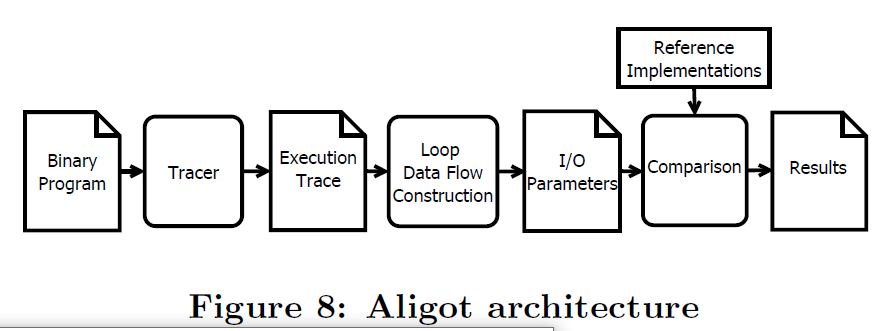 Reference
Implementations
Binary
Program
Tracer
Execution
Trace
Loop
Data Flow
Construction
I/O
Parameters
Comparison
Results
Figure 8: Aligot architecture